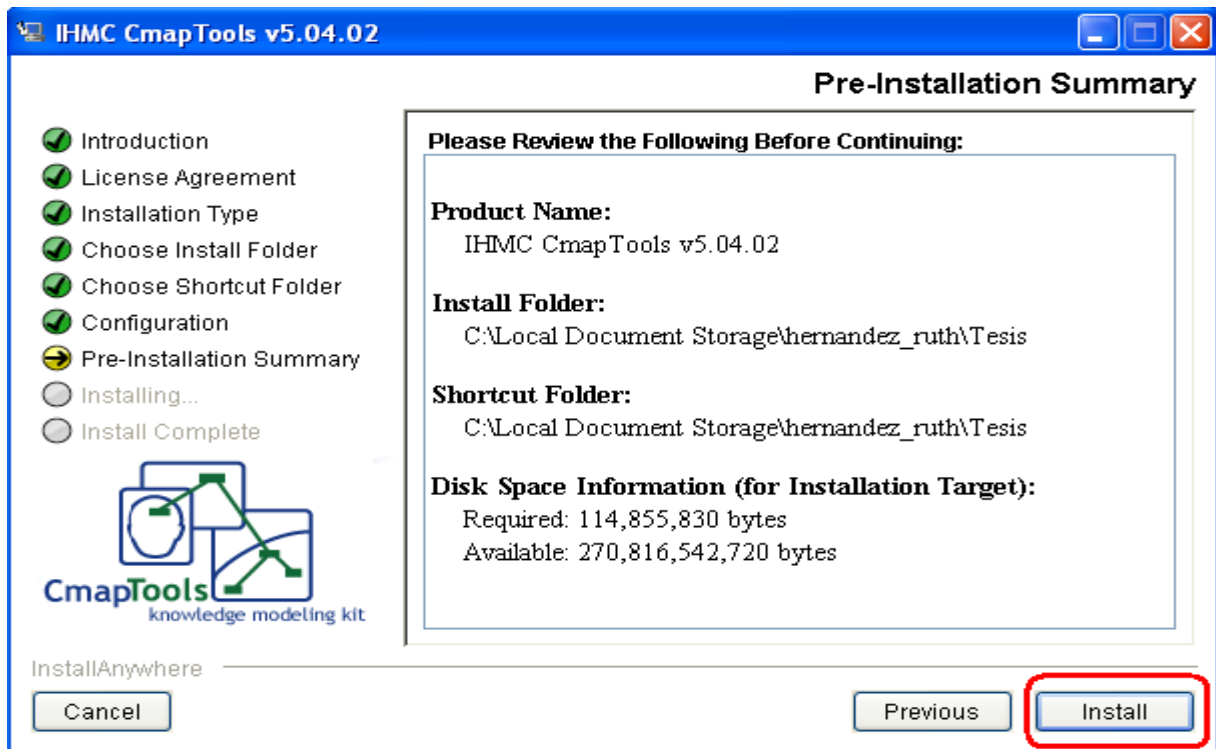 IHMC CmapTools v5.04.02
Pre-Installation Summary
Introduction
License Agreement
Installation Type
Choose Install Folder
Choose Shortcut Folder
Configuration
Pre-Installation Summary
Installing...
Install Complete
CmapTools
knowledge modeling kit
Please Review the Following Before Continuing:
Product Name:
IHMC CmapTools v5.04.02
Install Folder:
C:\Local Document Storage\hernandez_ruth\Tesis
Shortcut Folder:
C:\Local Document Storage\hernandez_ruth\Tesis
Disk Space Information (for Installation Target):
Required: 114,855,830 bytes
Available: 270,816,542,720 bytes
InstallAnywhere
Cancel
Previous
Install